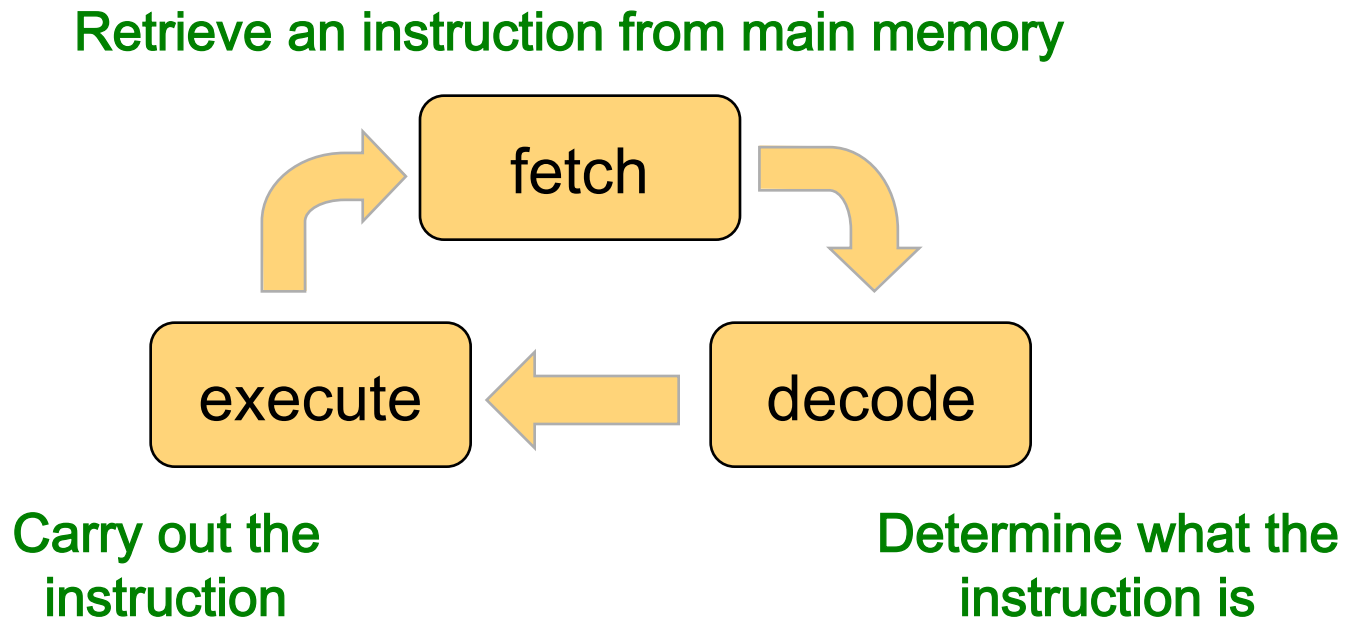 Retrieve an instruction from main memory
fetch
execute
decode
Carry out the
instruction
Determine what the
instruction is